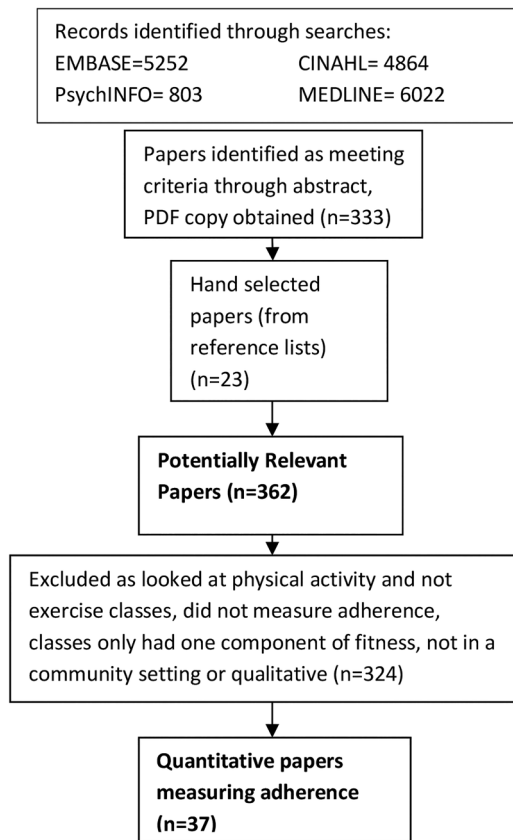 Records identified through searches:
EMBASE=5252 CINAHL= 4864
PsychINFO= 803 MEDLINE= 6022
Papers identified as meeting
criteria through abstract,
PDF copy obtained (n=333)
Hand selected
papers (from
reference lists)
(n=23)
Potentially Relevant
Papers (n=362)
Excluded as looked at physical activity and not
exercise classes, did not measure adherence,
classes only had one component of fitness, not in a
community setting or qualitative (n=324)
Quantitative papers
measuring adherence
(n=37)